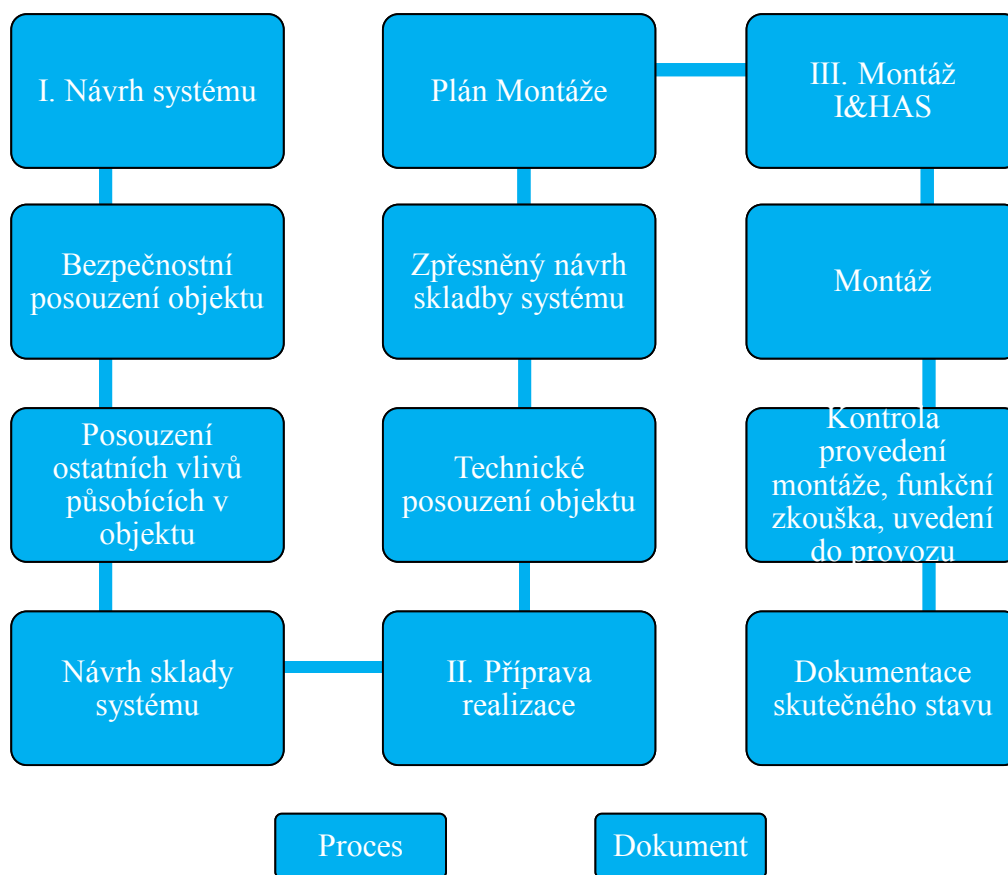 I. Návrh systému
Bezpečnostní
posouzení objektu
Posouzení
ostatních vlivů
působících v
objektu
Návrh sklady
systému
II. Příprava
realizace
Technické
posouzení objektu
Zpřesněný návrh
skladby systému
Plán Montáže
III. Montáž
I&HAS
Montáž
Kontrola
provedení
montáže, funkční
zkouška, uvedení
do provozu
Dokumentace
skutečného stavu
Proces
Dokument